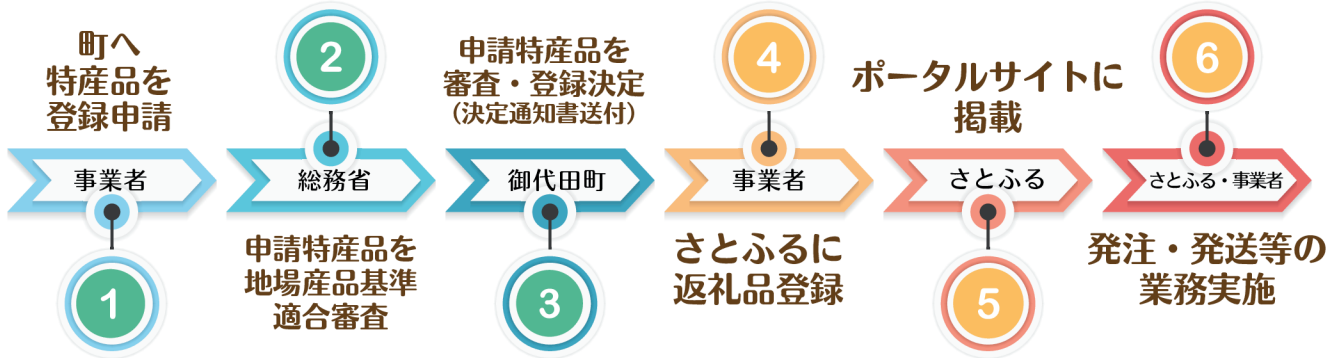 町へ
特産品を
登録申請
事業者
1
2
総務省
申請特産品を
地場産品基準
適合審査
申請特産品を
審査・登録決定
（決定通知書送付）
御代田町
3
4
事業者
さとふるに
返礼品登録
ポータルサイトに
掲載
さとふる
5
6
さとふる・事業者
発注・発送等の
業務実施